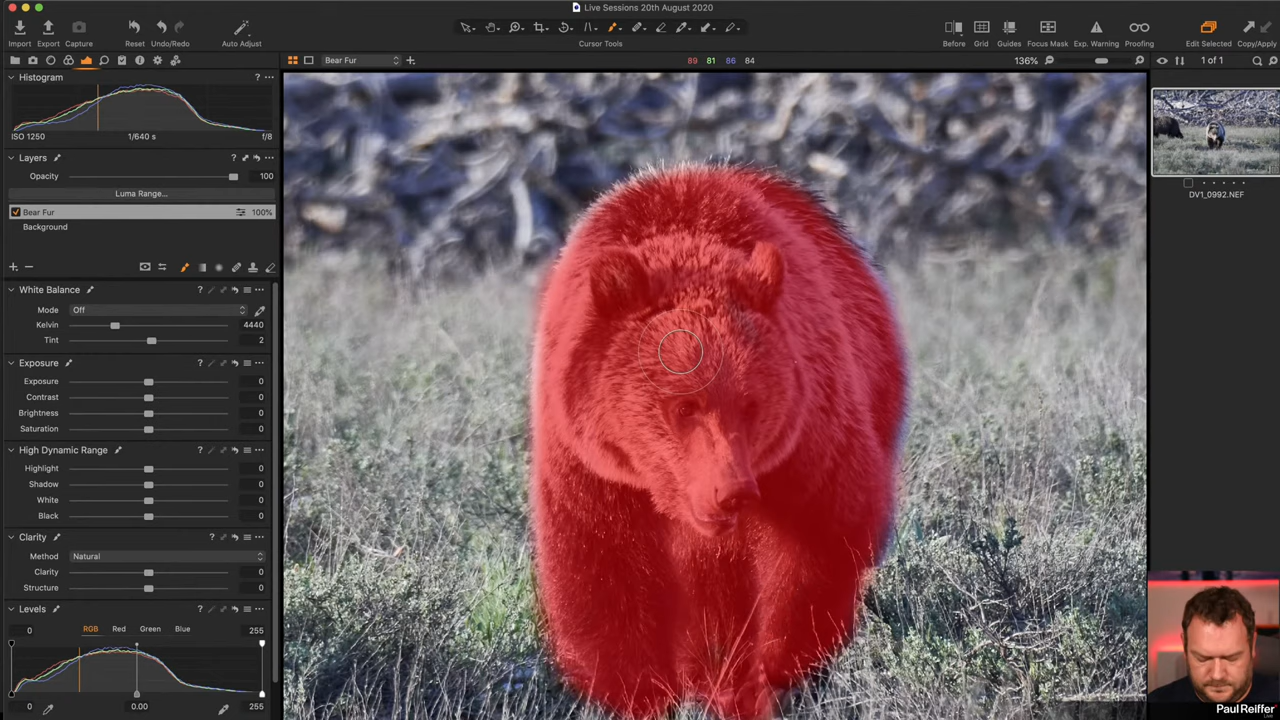 Live Sessions 20th August 2020
Import Export Capture Reset Undo/Redo Auto Adjust Cursor Tools Before Grid Guides Focus Mask Exp. Warning Proofing Edit Selected Copy/Apply
Bear Fur
89 81 86 84
136%
1 of 1
Histogram ?
ISO 1250 1/640 s f/8
Layers ?
Opacity 100
Luma Range...
Bear Fur 100%
Background
White Balance ?
Mode Off
Kelvin 4440
Tint 2
Exposure ?
Exposure 0
Contrast 0
Brightness 0
Saturation 0
High Dynamic Range ?
Highlight 0
Shadow 0
White 0
Black 0
Clarity ?
Method Natural
Clarity 0
Structure 0
Levels ?
0 RGB Red Green Blue 255
0 0.00 255
DV1_0992.NEF
Paul Reiffer
Live